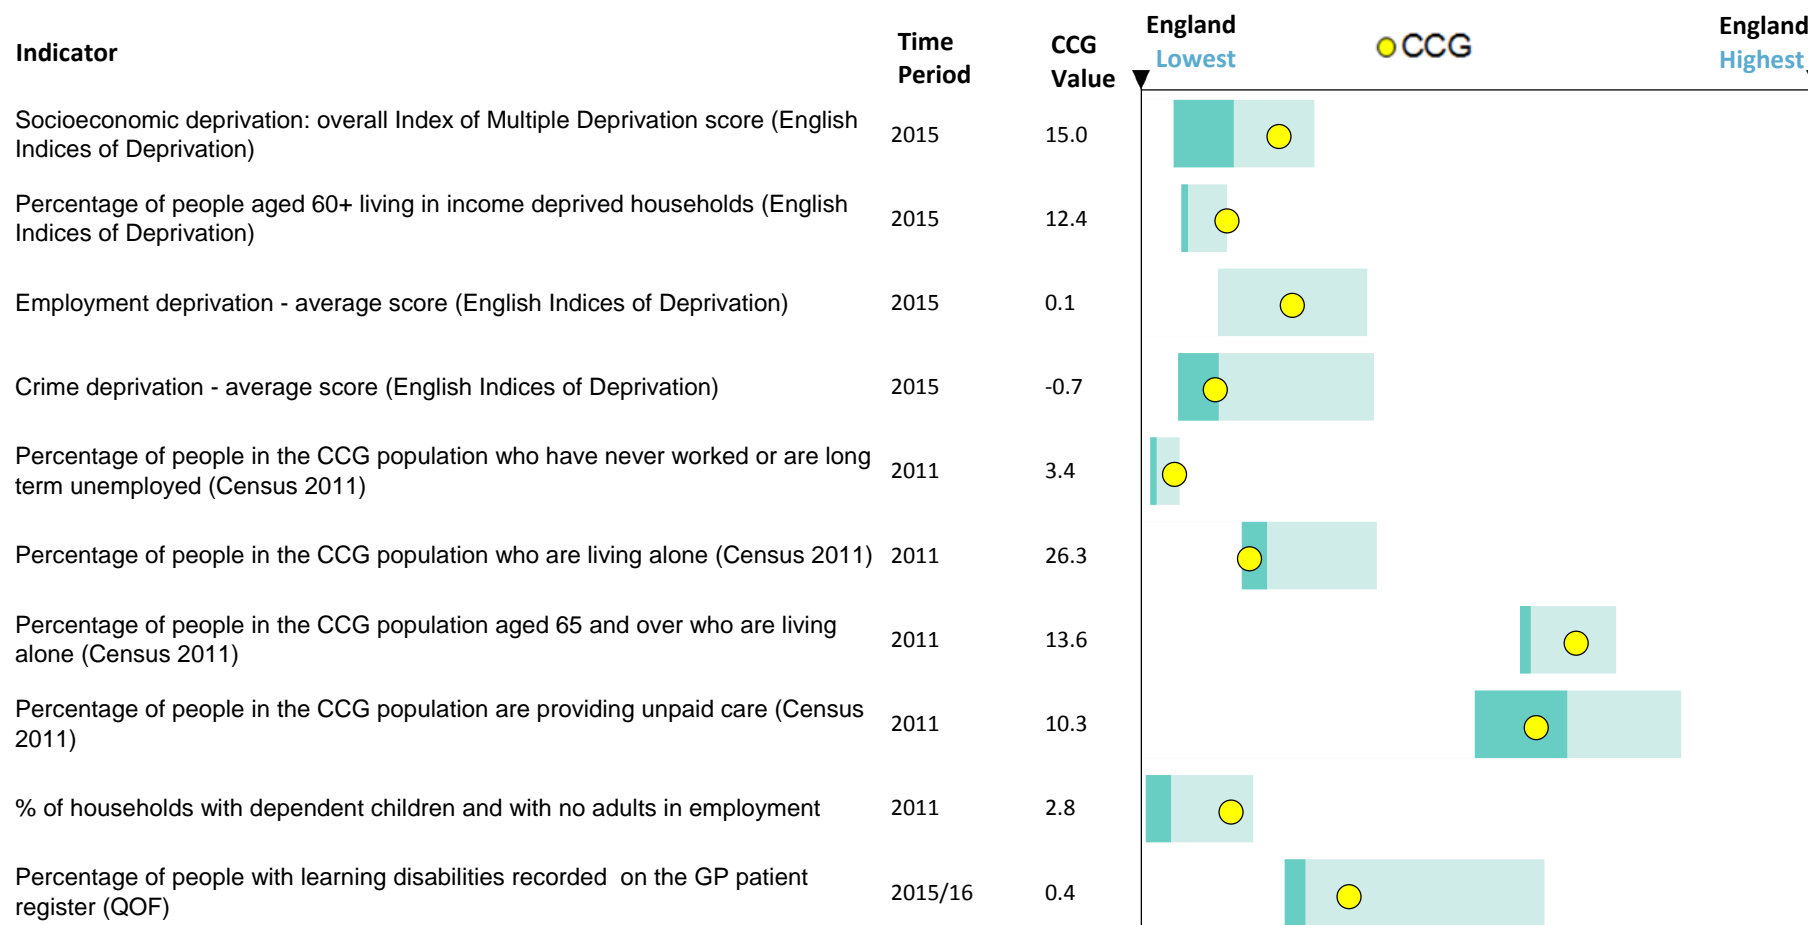 Indicator
Time
Period
CCG
Value
England
Lowest
CCG
England
Highest
Socioeconomic deprivation: overall Index of Multiple Deprivation score (English
Indices of Deprivation)
2015
15.0
Percentage of people aged 60+ living in income deprived households (English
Indices of Deprivation)
2015
12.4
Employment deprivation - average score (English Indices of Deprivation)
2015
0.1
Crime deprivation - average score (English Indices of Deprivation)
2015
-0.7
Percentage of people in the CCG population who have never worked or are long
term unemployed (Census 2011)
2011
3.4
Percentage of people in the CCG population who are living alone (Census 2011)
2011
26.3
Percentage of people in the CCG population aged 65 and over who are living
alone (Census 2011)
2011
13.6
Percentage of people in the CCG population are providing unpaid care (Census
2011)
2011
10.3
% of households with dependent children and with no adults in employment
2011
2.8
Percentage of people with learning disabilities recorded  on the GP patient
register (QOF)
2015/16
0.4